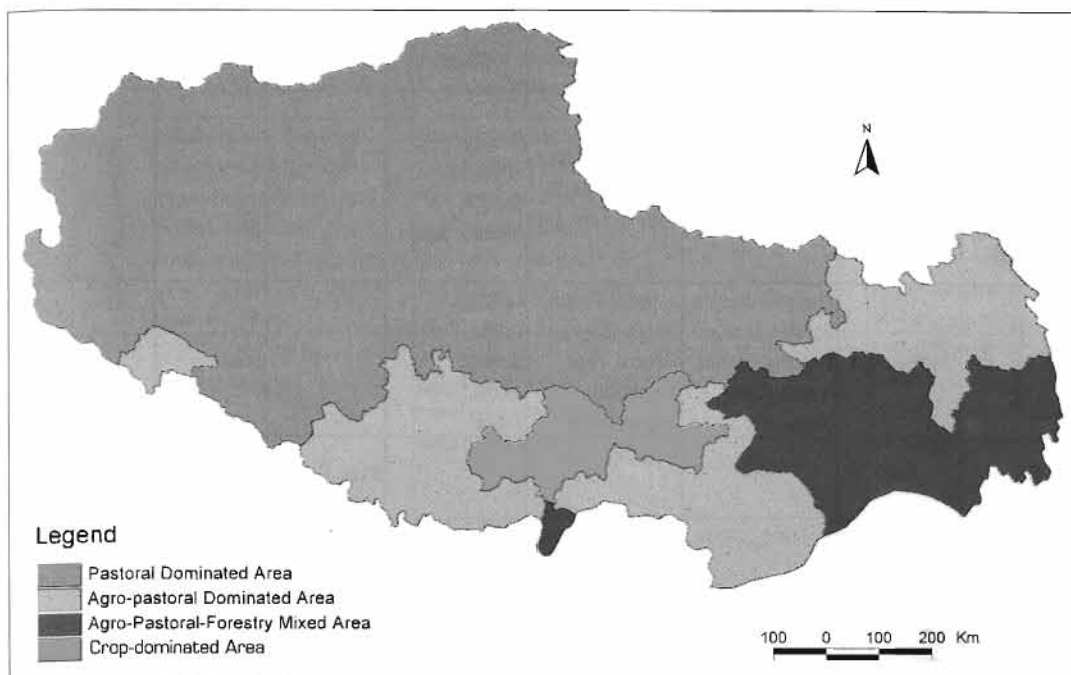 N
Legend
Pastoral Dominated Area
Agro-pastoral Dominated Area
Agro-Pastoral-Forestry Mixed Area
Crop-dominated Area
100 0 100 200 Km